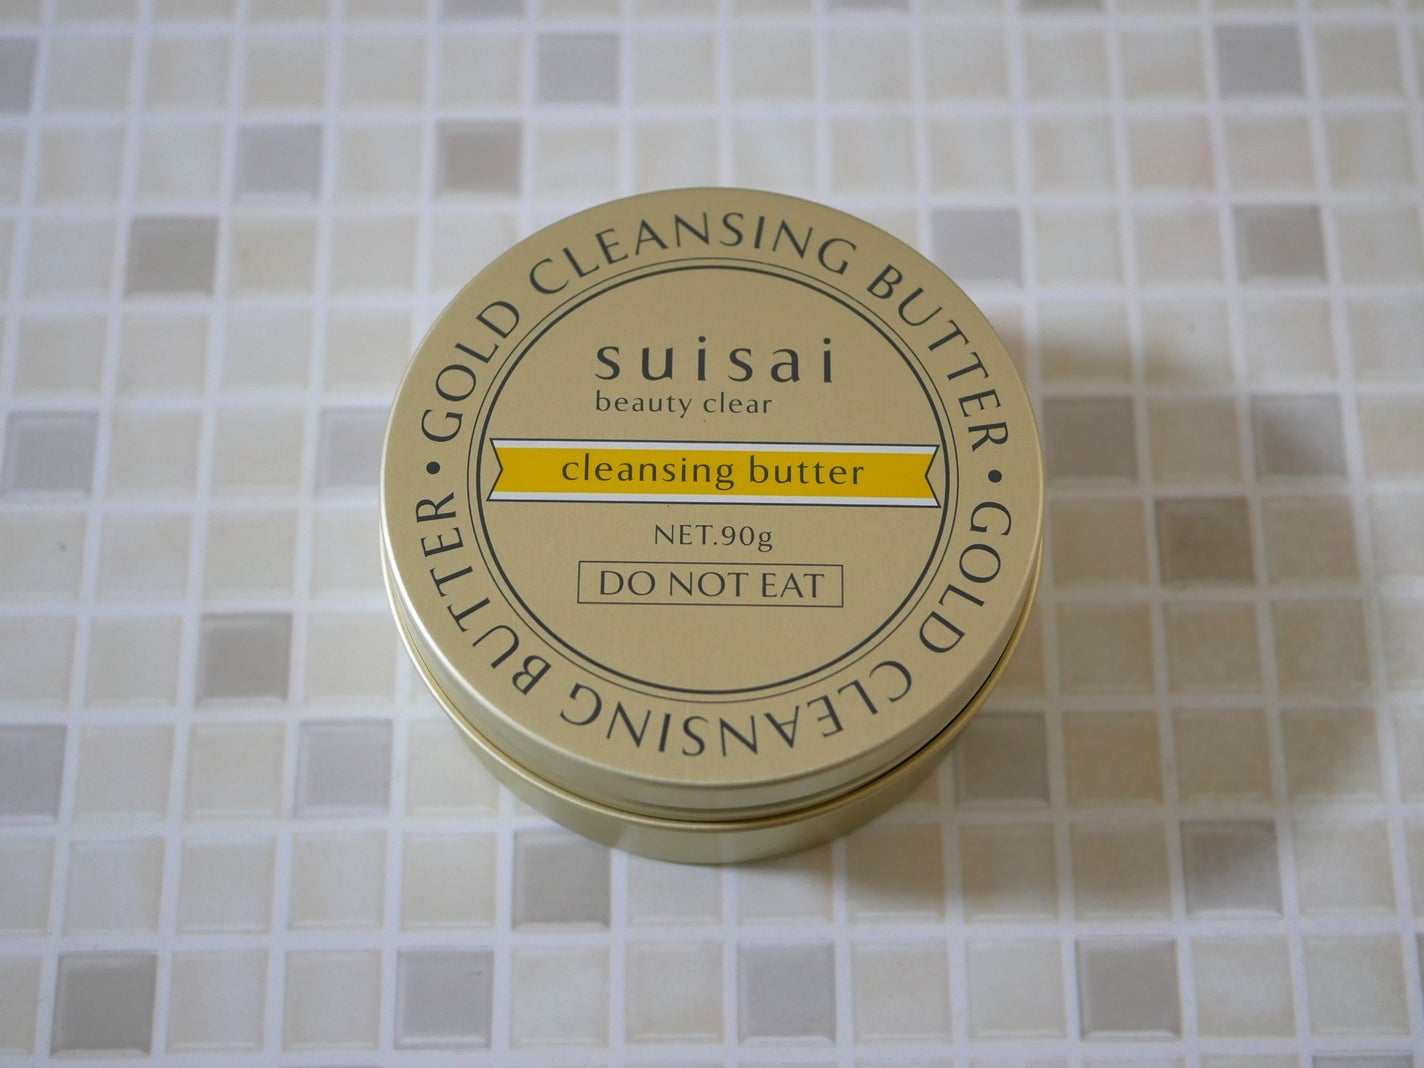 GOLD CLEANSING BUTTER • GOLD CLEANSING BUTTER •
suisai
beauty clear
cleansing butter
NET.90g
DO NOT EAT